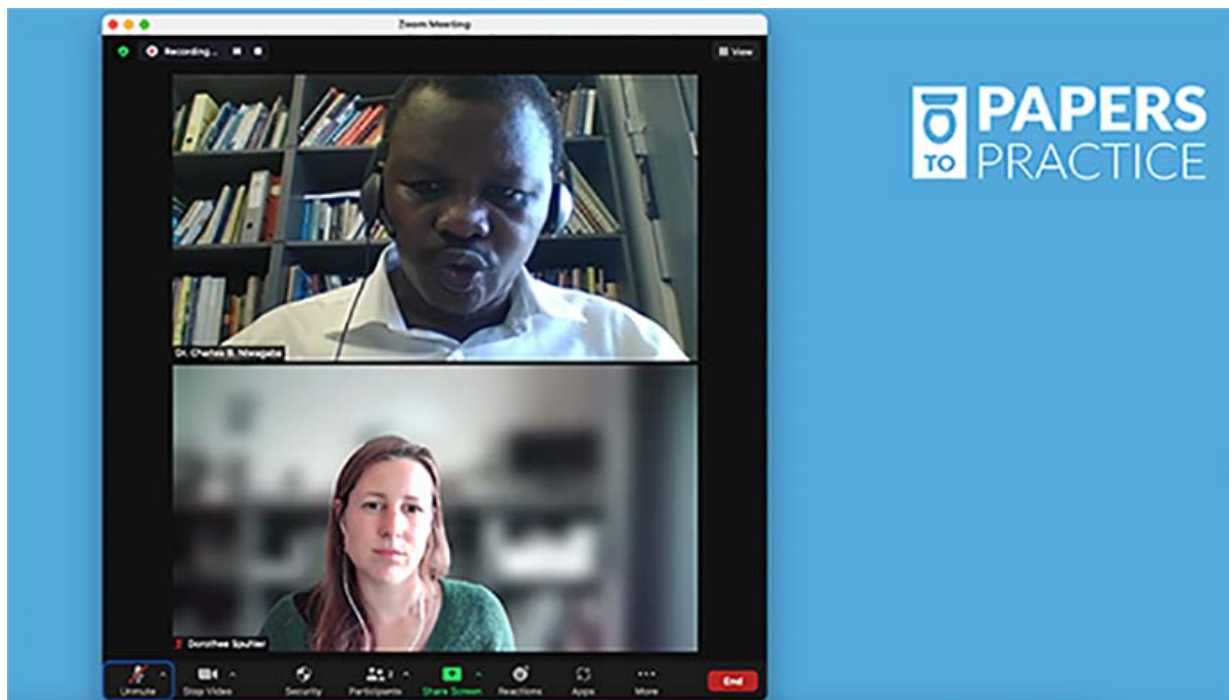 Zoom Meeting
Recording...
View
PAPERS
TO PRACTICE
Dr. Charles B. Niwagaba
Dorothee Spuhler
Unmute
Stop Video
Security
Participants
2
Share Screen
Reactions
Apps
More
End